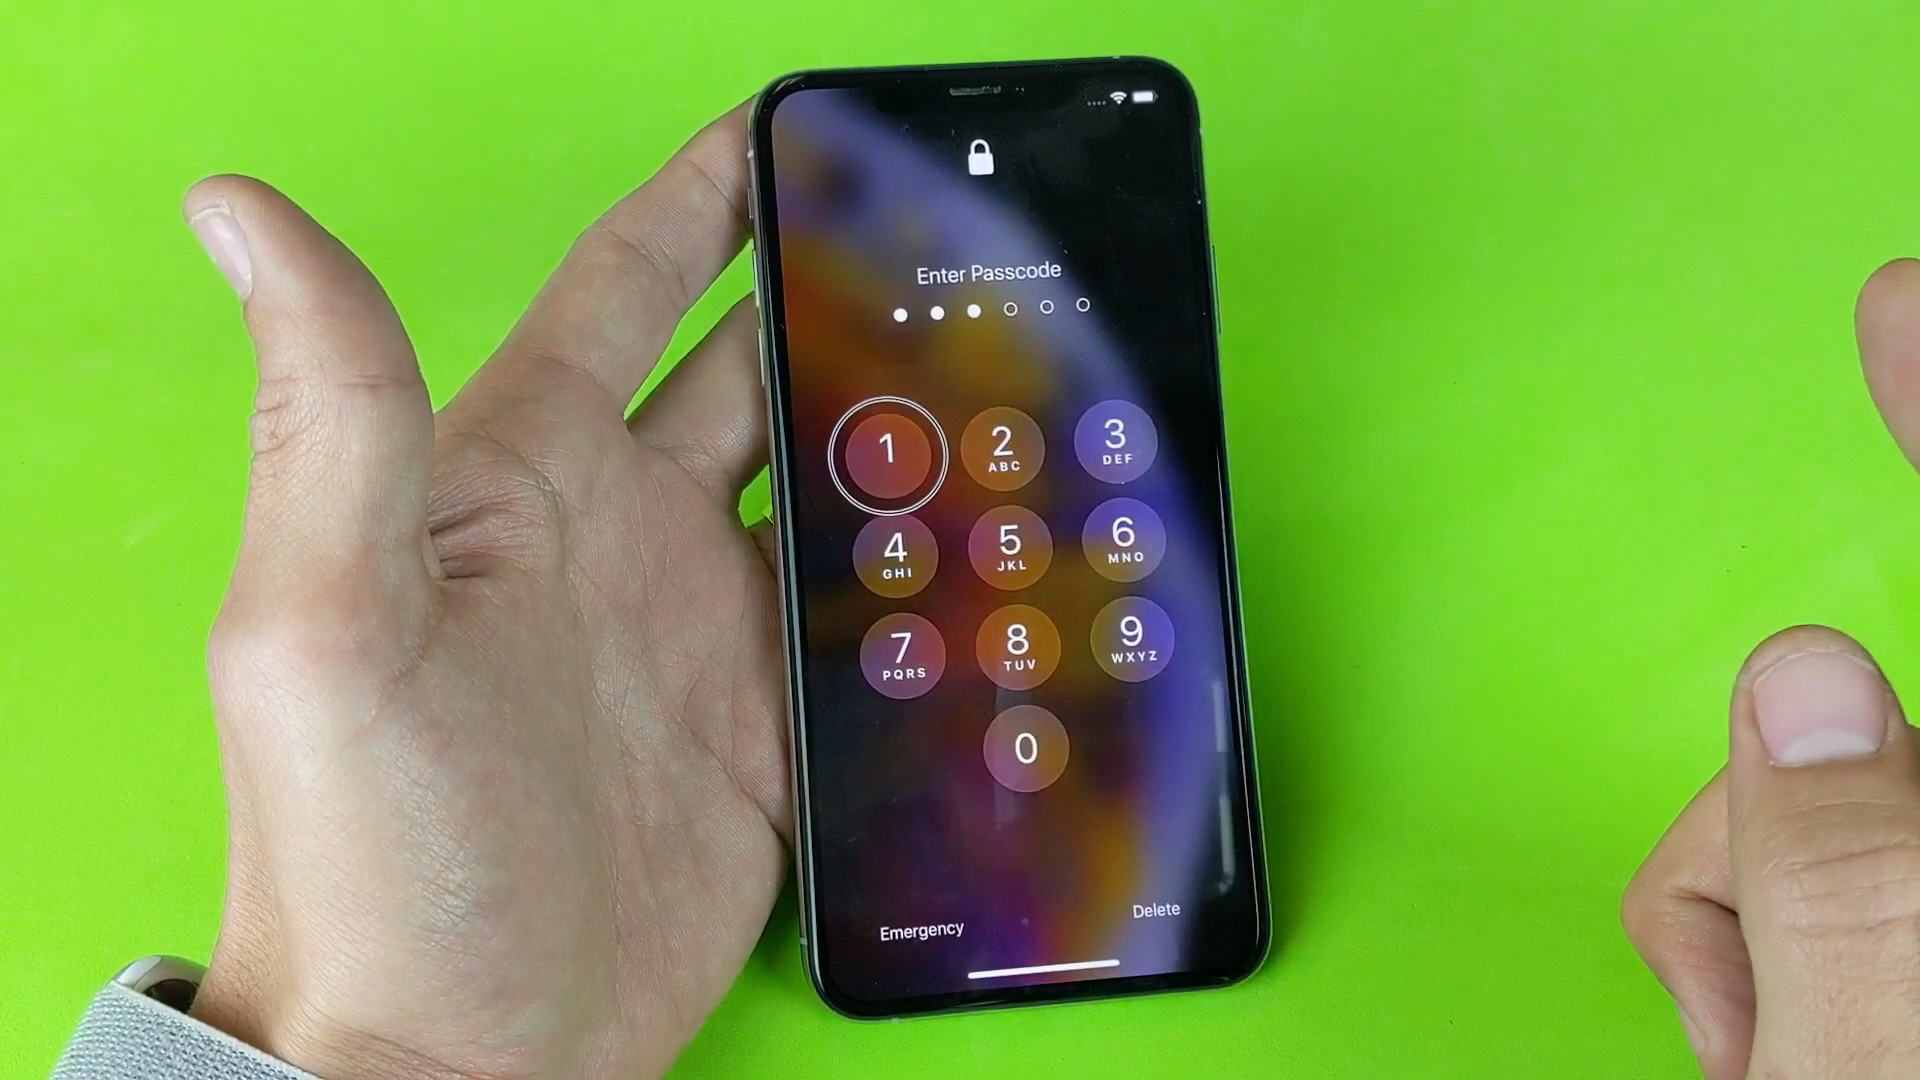 Enter Passcode
1
2
ABC
3
DEF
4
GHI
5
JKL
6
MNO
7
PQRS
8
TUV
9
WXYZ
0
Emergency
Delete